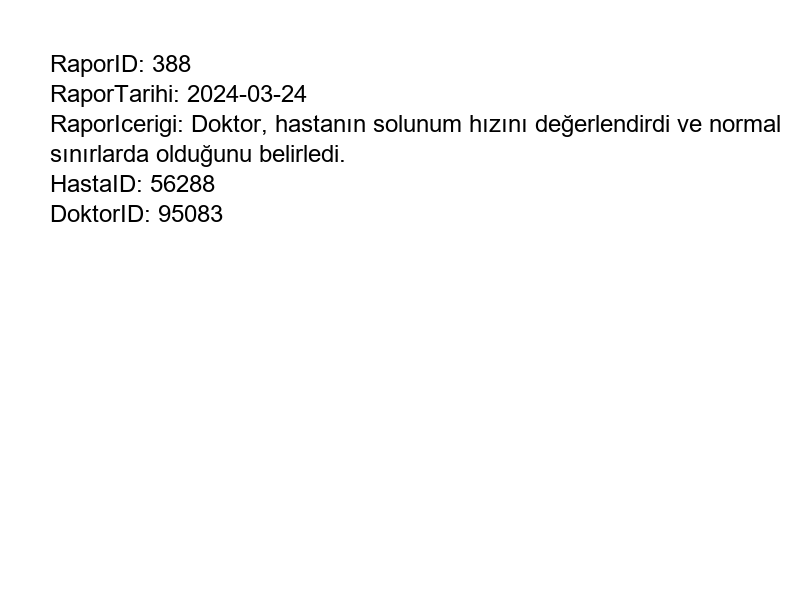 RaporID: 388
RaporTarihi: 2024-03-24
RaporIcerigi: Doktor, hastanın solunum hızını değerlendirdi ve normal
sınırlarda olduğunu belirledi.
HastaID: 56288
DoktorID: 95083